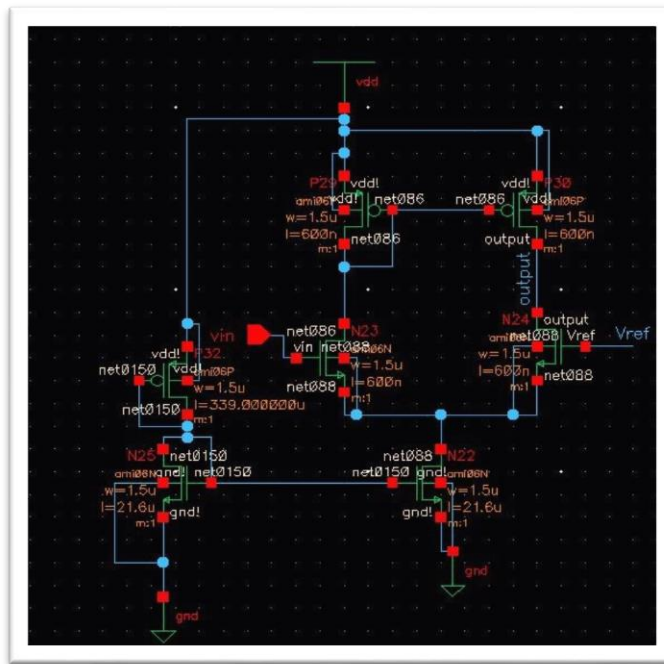 vdd
P29
vdd!
net086
vdd!
ami06P
w=1.5u
l=600n
m:1
net086
net086
vdd!
P30
vdd!
ami06P
w=1.5u
l=600n
m:1
output
output
vin
net086
N23
vin
net088
ami06N
w=1.5u
l=600n
m:1
net088
N24
output
net088
Vref
Vref
ami06N
w=1.5u
l=600n
m:1
net088
vdd!
P32
vdd!
ami06P
w=1.5u
l=339.000000u
m:1
net0150
net0150
N25
net0150
gnd!
net0150
ami06N
w=1.5u
l=21.6u
m:1
gnd!
gnd
net088
N22
net0150
gnd!
ami06N
w=1.5u
l=21.6u
m:1
gnd!
gnd